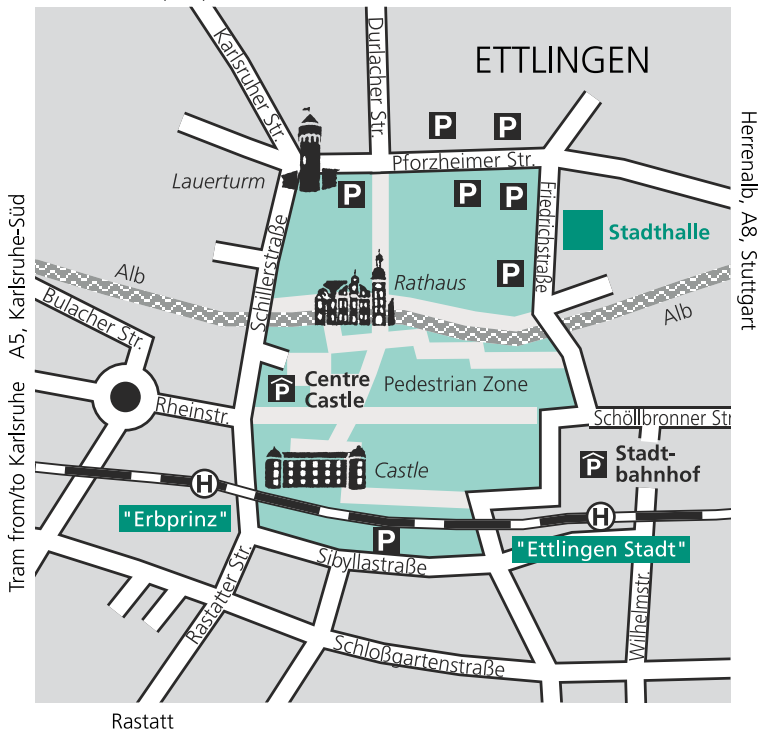 ETTLINGEN
Karlsruher Str.
Durlacher Str.
P
P
Pforzheimer Str.
Lauerturm
P
P
P
Friedrichstraße
Stadthalle
Schillerstraße
P
Rathaus
Alb
Alb
Bulacher Str.
P
Centre
Castle
Pedestrian Zone
Rheinstr.
Schöllbronner Str
Castle
P
Stadt-
bahnhof
H
"Erbprinz"
H
"Ettlingen Stadt"
P
Sibyllastraße
Rastatter Str.
Schloßgartenstraße
Wilhelmstr.
Rastatt
Tram from/to Karlsruhe A5, Karlsruhe-Süd
Herrenalb, A8, Stuttgart